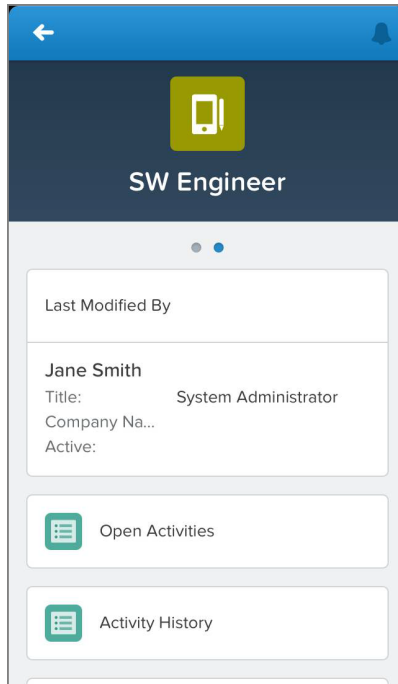 SW Engineer
Last Modified By
Jane Smith
Title: System Administrator
Company Na...
Active:
Open Activities
Activity History